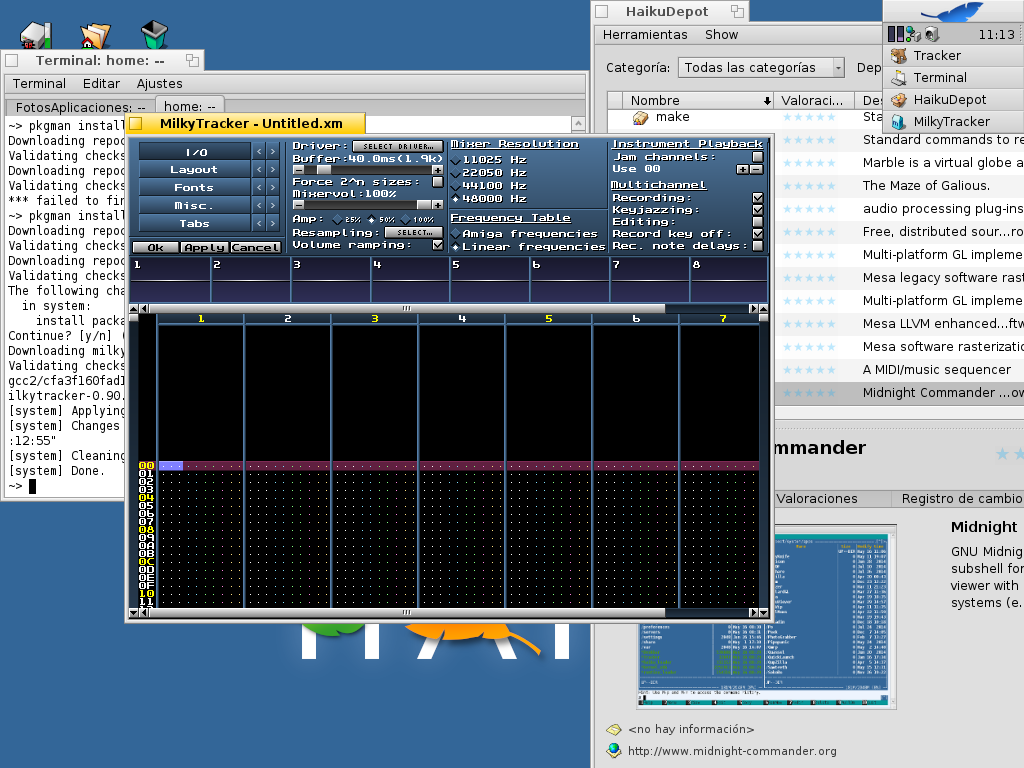 HaikuDepot
Herramientas Show
11:13
Tracker
Terminal
HaikuDepot
MilkyTracker
Terminal: home: --
Terminal Editar Ajustes
FotosAplicaciones: -- home: --
Categoría: Todas las categorías Dep
Nombre Valoraci... Des
make Sta
Standard commands to re
Marble is a virtual globe a
The Maze of Galious.
audio processing plug-ins
Free, distributed sour...ro
Multi-platform GL impleme
Mesa legacy software rast
Multi-platform GL impleme
Mesa LLVM enhanced...ftw
Mesa software rasterizatio
A MIDI/music sequencer
Midnight Commander ...ow
~> pkgman install
Downloading repoc
Validating checks
Downloading repoc
Validating checks
*** failed to fin
~> pkgman install
Downloading repoc
Validating checks
Downloading repoc
Validating checks
The following cha
in system:
install packa
Continue? [y/n]
Downloading milky
Validating checks
gcc2/cfa3f160fad1
ilkytracker-0.90.
[system] Applying
[system] Changes
:12:55"
[system] Cleaning
[system] Done.
~>
MilkyTracker - Untitled.xm
I/O < >
Layout < >
Fonts < >
Misc. < >
Tabs < >
Ok Apply Cancel
Driver: SELECT DRIVER...
Buffer:40.0ms(1.9k)
Force 2^n sizes:
Mixervol:100%
Amp: 25% 50% 100%
Resampling: SELECT...
Volume ramping:
Mixer Resolution
11025 Hz
22050 Hz
44100 Hz
48000 Hz
Frequency Table
Amiga frequencies
Linear frequencies
Instrument Playback
Jam channels:
Use 00
Multichannel
Recording:
Keyjazzing:
Editing:
Record key off:
Rec. note delays:
1 2 3 4 5 6 7 8
1 2 3 4 5 6 7
00
01
02
03
04
05
06
07
08
09
0A
0B
0C
0D
0E
0F
10
11
mmander
Valoraciones Registro de cambio
Midnight
GNU Midnig
subshell for
viewer with
systems (e.
<no hay información>
http://www.midnight-commander.org